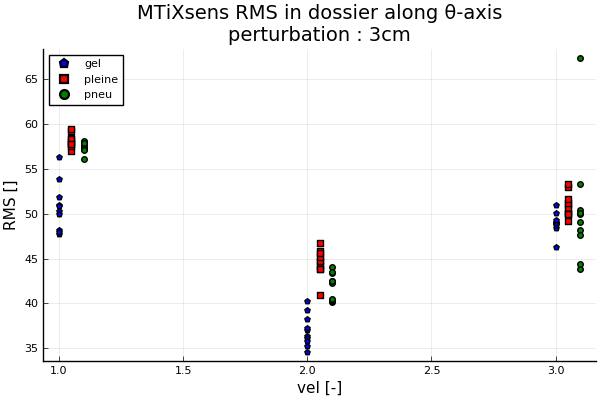 MTiXsens RMS in dossier along θ-axis
perturbation : 3cm
gel
pleine
pneu
RMS []
65
60
55
50
45
40
35
1.0
1.5
2.0
2.5
3.0
vel [-]